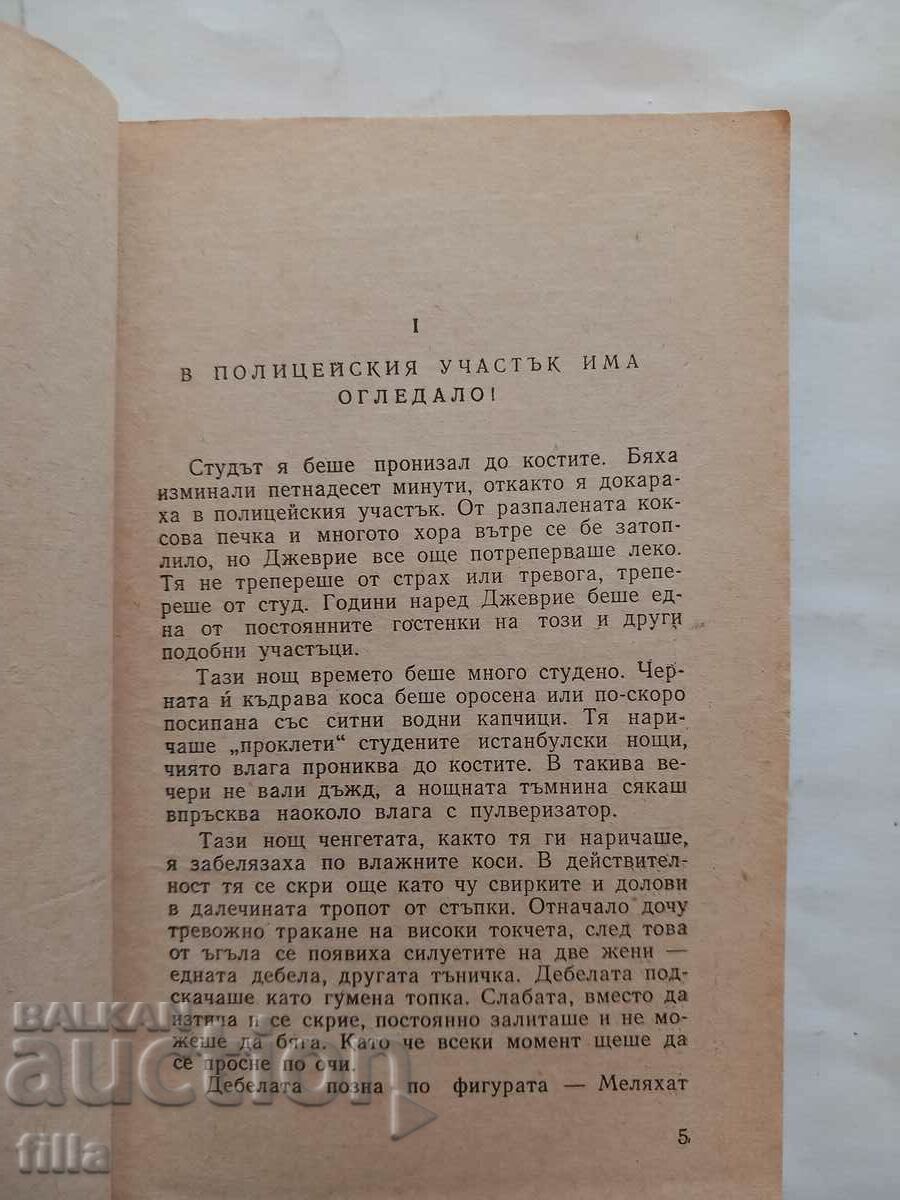 I
В ПОЛИЦЕЙСКИЯ УЧАСТЪК ИМА
ОГЛЕДАЛО!
Студът я беше пронизал до костите. Бяха
изминали петнадесет минути, откакто я докара-
ха в полицейския участък. От разпалената кок-
сова печка и многото хора вътре се бе затоп-
лило, но Джеврие все още потреперваше леко.
Тя не трепереше от страх или тревога, трепе-
реше от студ. Години наред Джеврие беше ед-
на от постоянните гостенки на този и други
подобни участъци.
Тази нощ времето беше много студено. Чер-
ната ѝ къдрава коса беше оросена или по-скоро
посипана със ситни водни капчици. Тя нари-
чаше „проклети“ студените истанбулски нощи,
чиято влага прониква до костите. В такива ве-
чери не вали дъжд, а нощната тъмнина сякаш
впръсква наоколо влага с пулверизатор.
Тази нощ ченгетата, както тя ги наричаше,
я забелязаха по влажните коси. В действител-
ност тя се скри още като чу свирките и долови
в далечината тропот от стъпки. Отначало дочу
тревожно тракане на високи токчета, след това
от ъгъла се появиха силуетите на две жени —
едната дебела, другата тъничка. Дебелата под-
скачаше като гумена топка. Слабата, вместо да
изтича и се скрие, постоянно залиташе и не мо-
жеше да бяга. Като че всеки момент щеше да
се просне по очи.
Дебелата позна по фигурата — Меляхат
5
BALKAN
auction
filla